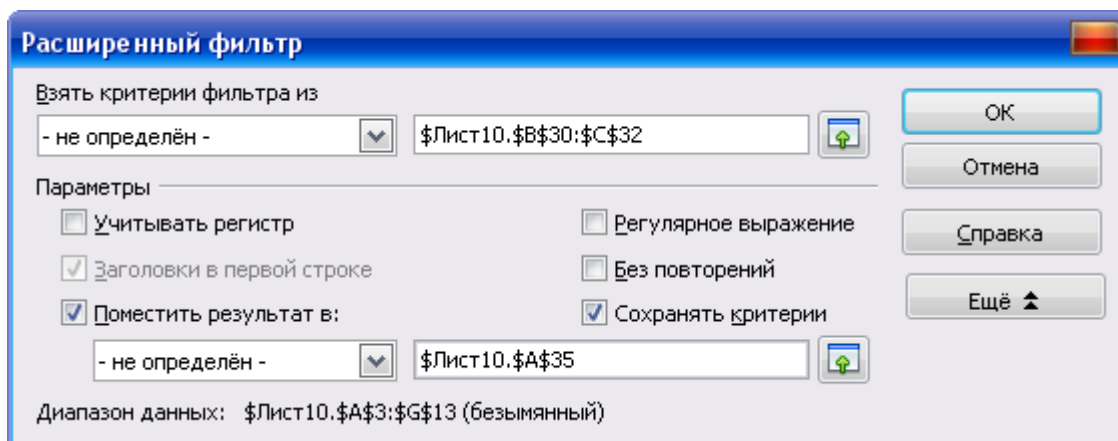 Расширенный фильтр
Взять критерии фильтра из
- не определён -
$Лист10.$B$30:$C$32
ОК
Отмена
Параметры
Учитывать регистр
Регулярное выражение
Справка
Заголовки в первой строке
Без повторений
Ещё
Поместить результат в:
Сохранять критерии
- не определён -
$Лист10.$A$35
Диапазон данных: $Лист10.$A$3:$G$13 (безымянный)